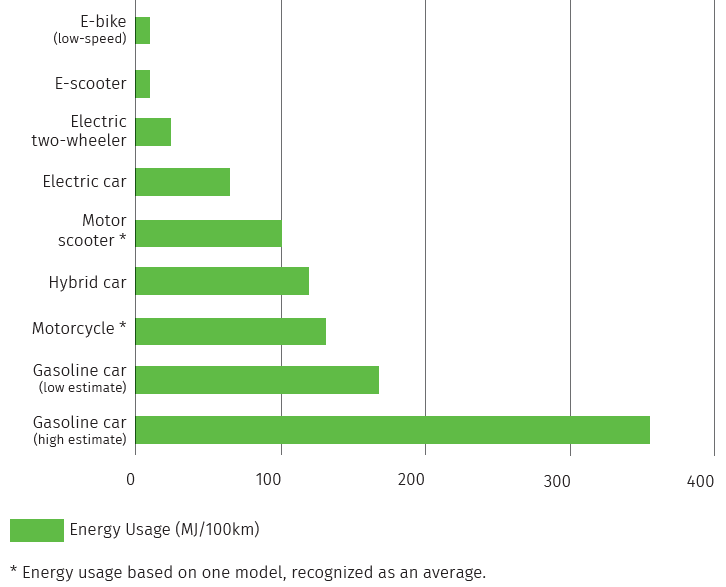 E-bike
(low-speed)
E-scooter
Electric
two-wheeler
Electric car
Motor
scooter *
Hybrid car
Motorcycle *
Gasoline car
(low estimate)
Gasoline car
(high estimate)
0 100 200 300 400
Energy Usage (MJ/100km)
* Energy usage based on one model, recognized as an average.